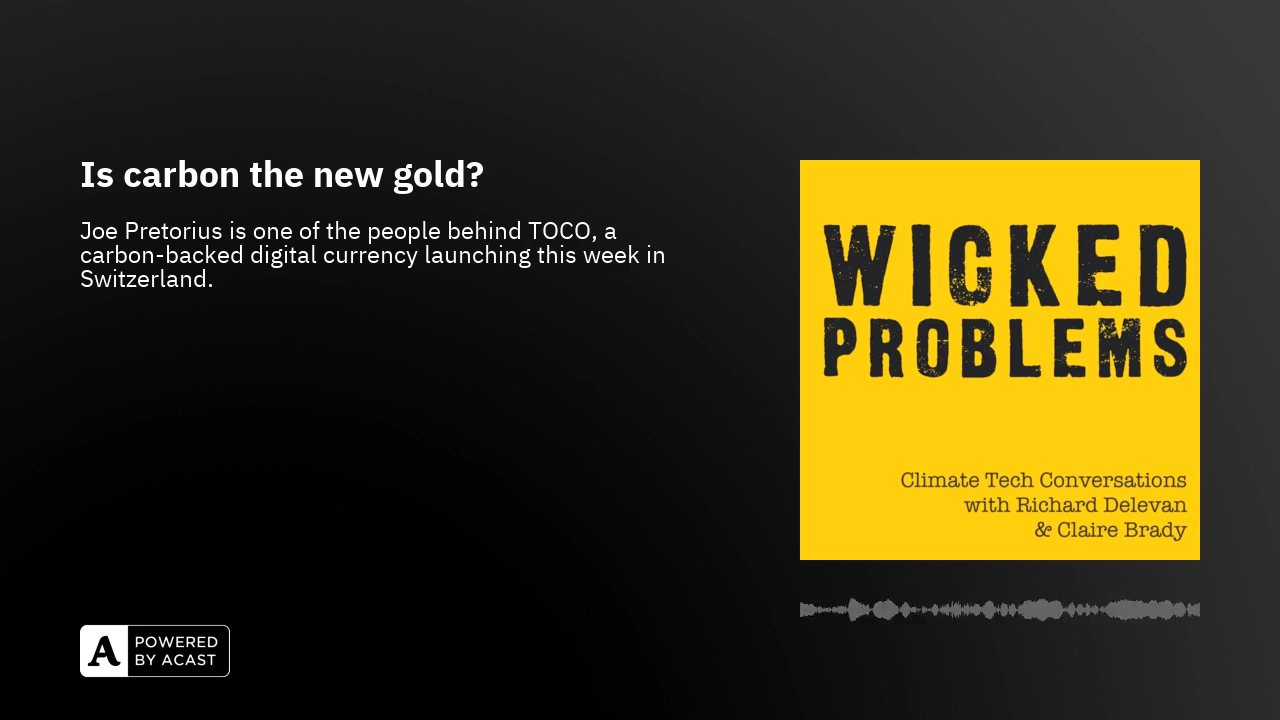 Is carbon the new gold?
Joe Pretorius is one of the people behind TOCO, a
carbon-backed digital currency launching this week in
Switzerland.
WICKED
PROBLEMS
Climate Tech Conversations
with Richard Delevan
& Claire Brady
A POWERED
BY ACAST